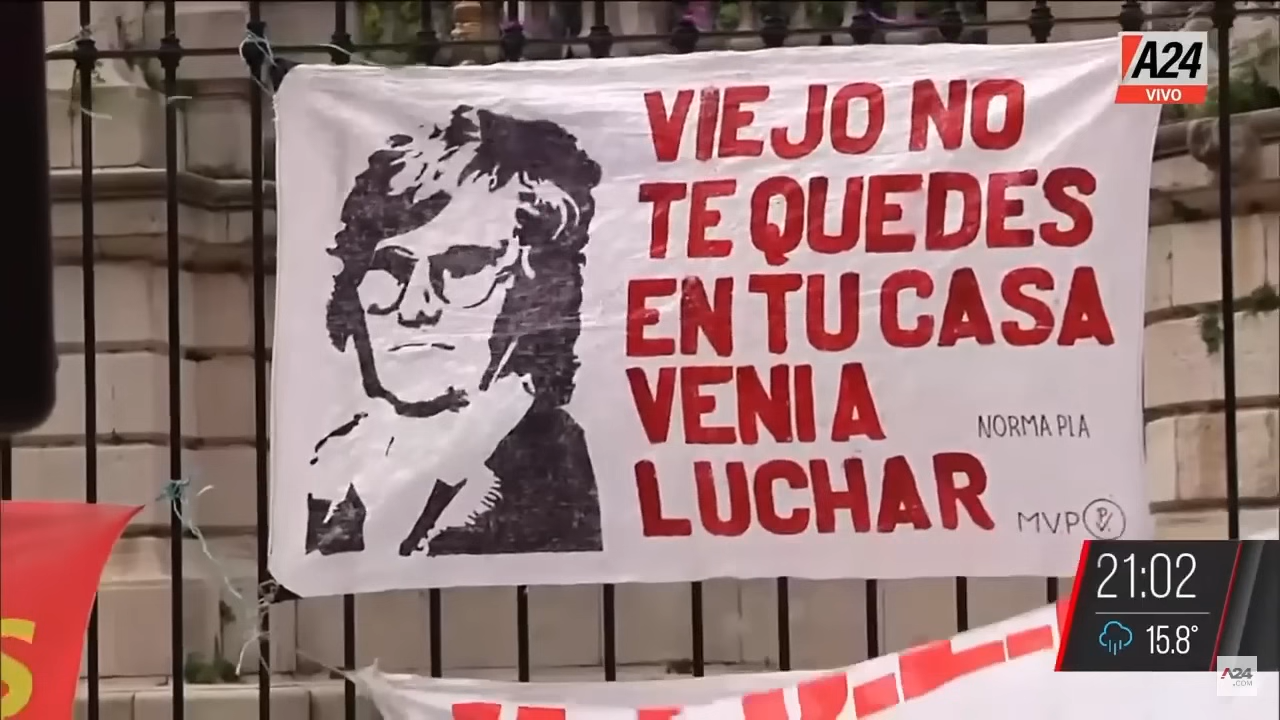 A24
VIVO
VIEJO NO
TE QUEDES
EN TU CASA
VENI A
LUCHAR
NORMA PLA
MVP
21:02
15.8°
S
A24
.COM